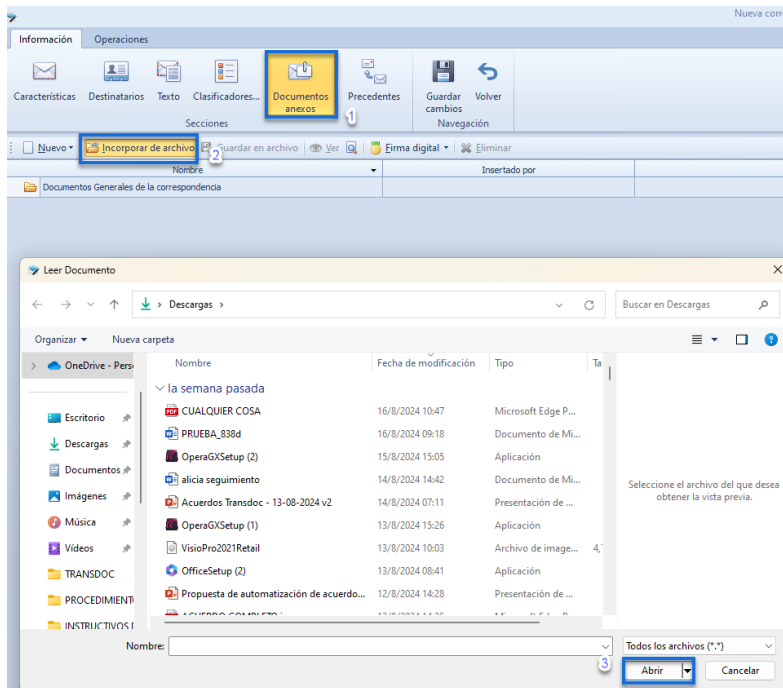 Nueva corre
Información Operaciones
Características Destinatarios Texto Clasificadores... Documentos anexos Precedentes Guardar cambios Volver
1
Secciones Navegación
Nuevo Incorporar de archivo Guardar en archivo Ver Firma digital Eliminar
2
Nombre Insertado por
Documentos Generales de la correspondencia
Leer Documento
Descargas Buscar en Descargas
Organizar Nueva carpeta
OneDrive - Perso
Nombre Fecha de modificación Tipo Ta
la semana pasada
Escritorio
Descargas
Documentos
Imágenes
Música
Vídeos
TRANSDOC
PROCEDIMIENT
INSTRUCTIVOS
CUALQUIER COSA 16/8/2024 10:47 Microsoft Edge P...
PRUEBA_838d 16/8/2024 09:18 Documento de Mi...
OperaGXSetup (2) 15/8/2024 15:05 Aplicación
alicia seguimiento 14/8/2024 14:42 Documento de Mi...
Acuerdos Transdoc - 13-08-2024 v2 14/8/2024 07:11 Presentación de ...
OperaGXSetup (1) 13/8/2024 15:26 Aplicación
VisioPro2021Retail 13/8/2024 10:03 Archivo de image... 4,
OfficeSetup (2) 13/8/2024 08:41 Aplicación
Propuesta de automatización de acuerdo... 12/8/2024 14:28 Presentación de ...
Seleccione el archivo del que desea
obtener la vista previa.
Nombre: Todos los archivos (*.*)
3
Abrir Cancelar